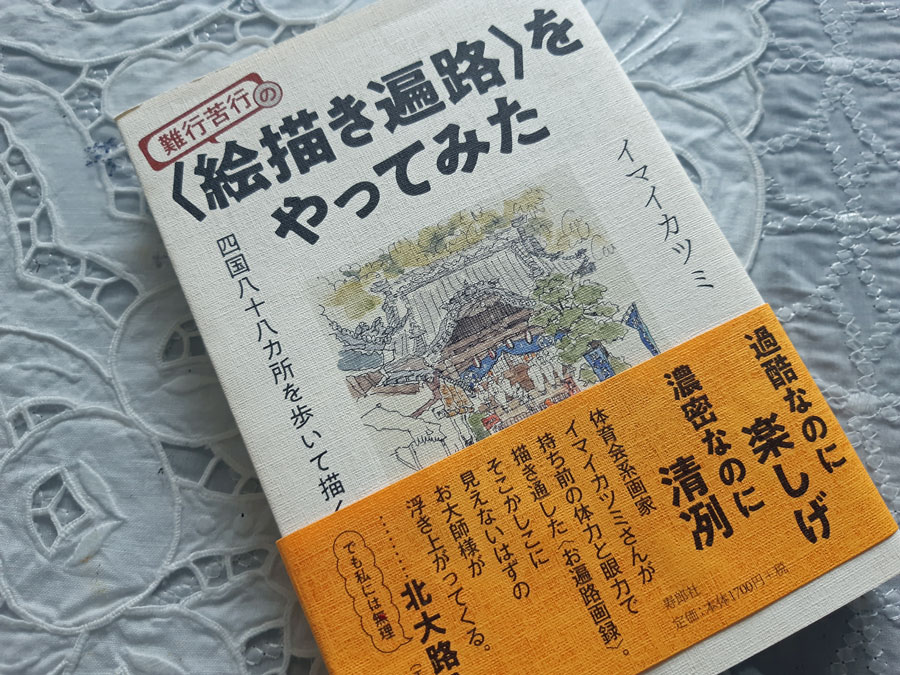 難行苦行の
〈絵描き遍路〉を
やってみた
イマイカツミ
四国八十八カ所を歩いて描く
過酷なのに
楽しげ
濃密なのに
清冽
体育会系画家
イマイカツミさんが
持ち前の体力と眼力で
描き通した〈お遍路画録〉。
そこかしこに
見えないはずの
お大師様が
浮き上がってくる。
………北大路
でも私には無理
寿郎社
定価:本体1700円+税